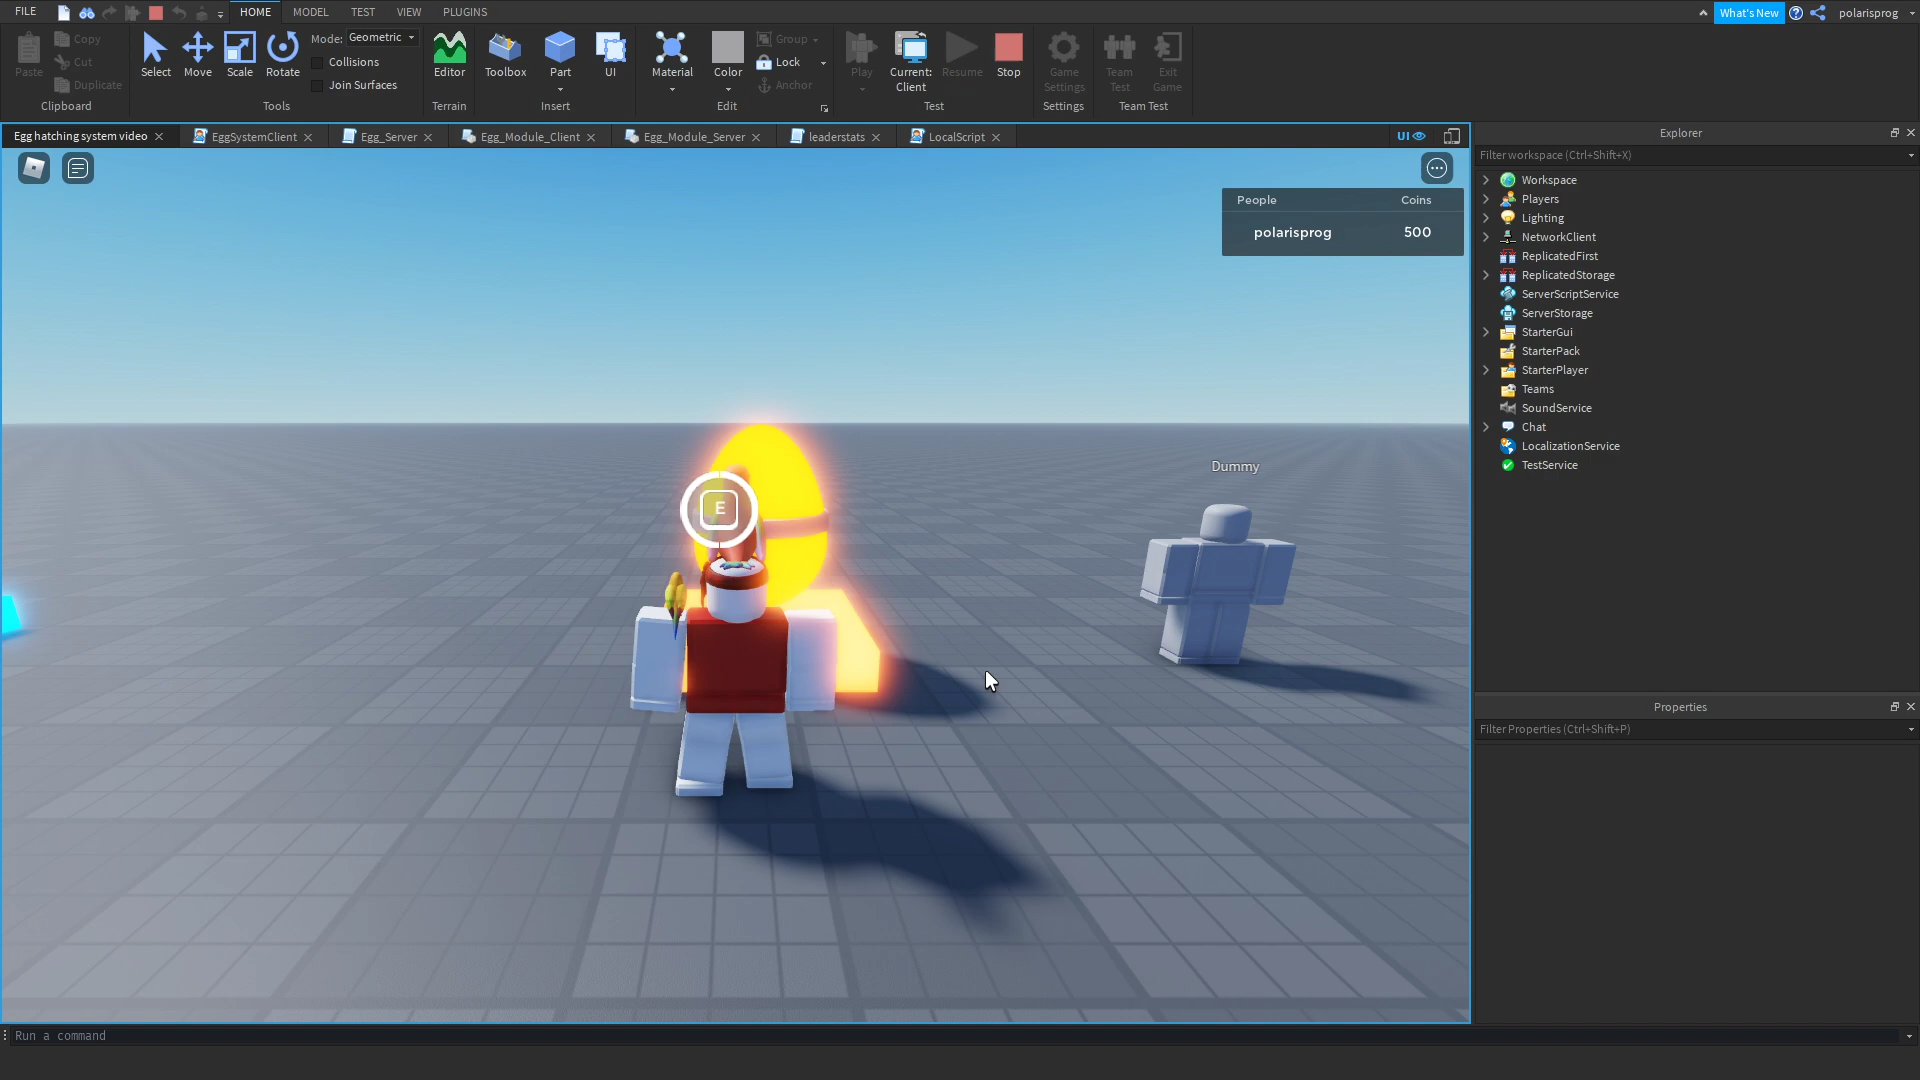 FILE HOME MODEL TEST VIEW PLUGINS What's New polarisprog
Paste Copy Cut Duplicate
Clipboard
Select Move Scale Rotate
Mode: Geometric
Collisions
Join Surfaces
Tools
Editor
Terrain
Toolbox Part UI
Insert
Material Color
Group
Lock
Anchor
Edit
Play Current: Client Resume Stop
Test
Game Settings
Settings
Team Test Exit Game
Team Test
Egg hatching system video EggSystemClient Egg_Server Egg_Module_Client Egg_Module_Server leaderstats LocalScript UI
People Coins
polarisprog 500
E
Dummy
Explorer
Filter workspace (Ctrl+Shift+X)
Workspace
Players
Lighting
NetworkClient
ReplicatedFirst
ReplicatedStorage
ServerScriptService
ServerStorage
StarterGui
StarterPack
StarterPlayer
Teams
SoundService
Chat
LocalizationService
TestService
Properties
Filter Properties (Ctrl+Shift+P)
Run a command